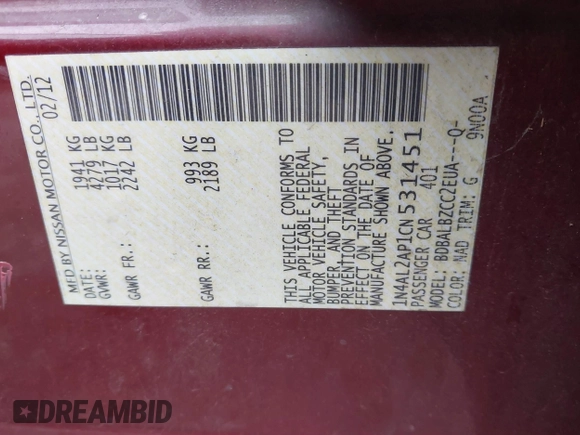 MFD BY NISSAN MOTOR CO., LTD.
02/12
DATE:
GVWR: 1941 KG
4279 LB
GAWR FR.: 1017 KG
2242 LB
GAWR RR.: 993 KG
2189 LB
THIS VEHICLE CONFORMS TO
ALL APPLICABLE FEDERAL
MOTOR VEHICLE SAFETY,
BUMPER, AND THEFT
PREVENTION STANDARDS IN
EFFECT ON THE DATE OF
MANUFACTURE SHOWN ABOVE.
1N4AL2AP1CN531451
PASSENGER CAR 401
MODEL: BDBALBZCC2EUA---Q-
COLOR: NAD TRIM: G 9N00A
DREAMBID